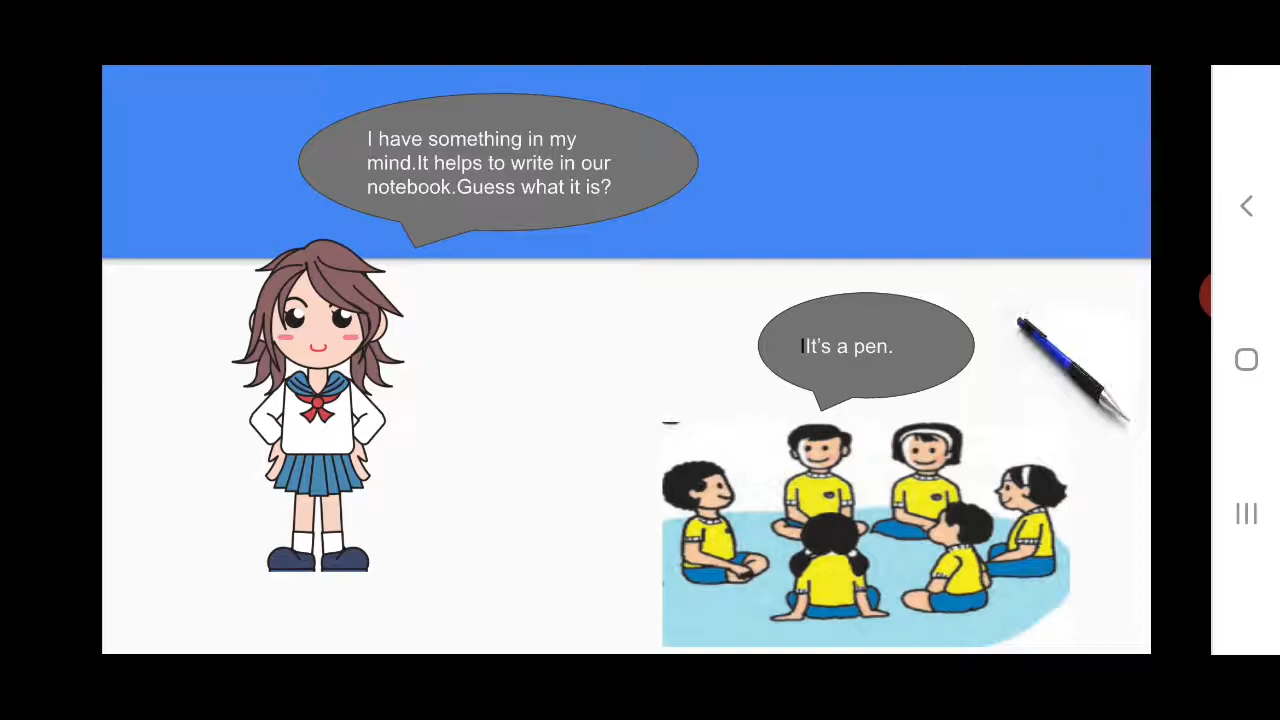 I have something in my
mind.It helps to write in our
notebook.Guess what it is?
It's a pen.